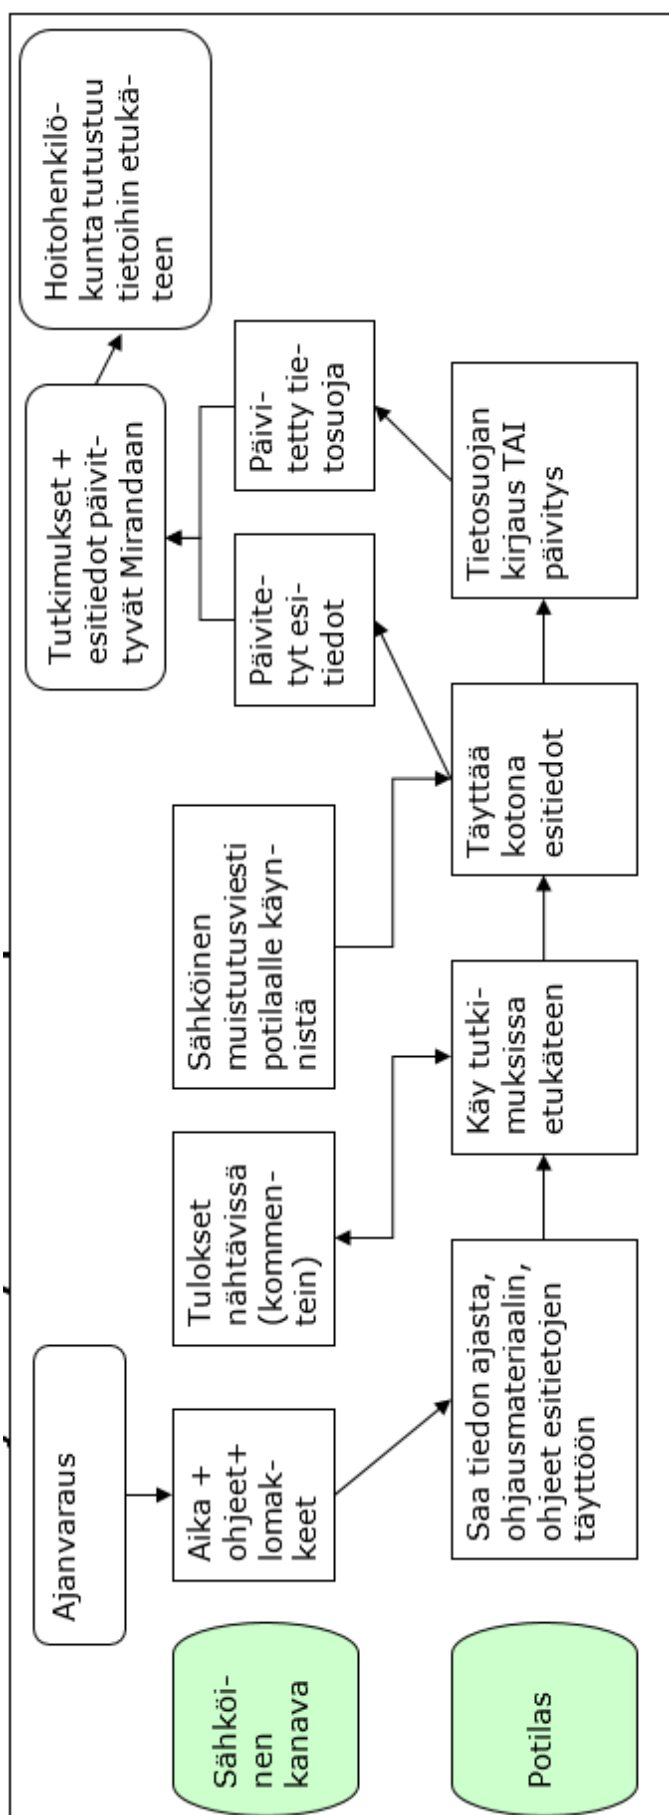 Ajanvaraus
Tutkimukset +
esitiedot päivit-
tyvät Mirandaan
Hoitohenkilö-
kunta tutustuu
tietoihin etukä-
teen
Sähköi-
nen
kanava
Aika +
ohjeet+
lomak-
keet
Tulokset
nähtävissä
(kommen-
tein)
Sähköinen
muistutusviesti
potilaalle käyn-
nistä
Päivite-
tyt esi-
tiedot
Päivi-
tetty tie-
tosuoja
Potilas
Saa tiedon ajasta,
ohjausmateriaalin,
ohjeet esitietojen
täyttöön
Käy tutki-
muksissa
etukäteen
Täyttää
kotona
esitiedot
Tietosuojan
kirjaus TAI
päivitys